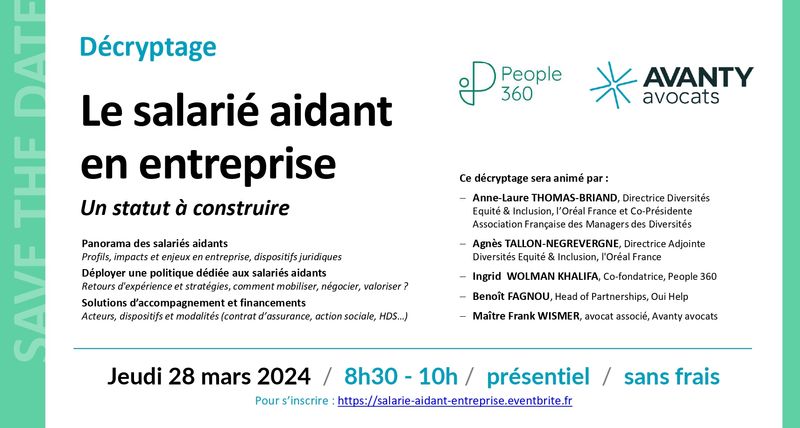 SAVE THE DATE
Décryptage
Le salarié aidant
en entreprise
Un statut à construire
Panorama des salariés aidants
Profils, impacts et enjeux en entreprise, dispositifs juridiques
Déployer une politique dédiée aux salariés aidants
Retours d'expérience et stratégies, comment mobiliser, négocier, valoriser ?
Solutions d'accompagnement et financements
Acteurs, dispositifs et modalités (contrat d'assurance, action sociale, HDS…)
People
360
AVANTY
avocats
Ce décryptage sera animé par :
– Anne-Laure THOMAS-BRIAND, Directrice Diversités
Equité & Inclusion, l'Oréal France et Co-Présidente
Association Française des Managers des Diversités
– Agnès TALLON-NEGREVERGNE, Directrice Adjointe
Diversités Equité & Inclusion, l'Oréal France
– Ingrid WOLMAN KHALIFA, Co-fondatrice, People 360
– Benoît FAGNOU, Head of Partnerships, Oui Help
– Maître Frank WISMER, avocat associé, Avanty avocats
Jeudi 28 mars 2024 / 8h30 - 10h / présentiel / sans frais
Pour s'inscrire : https://salarie-aidant-entreprise.eventbrite.fr